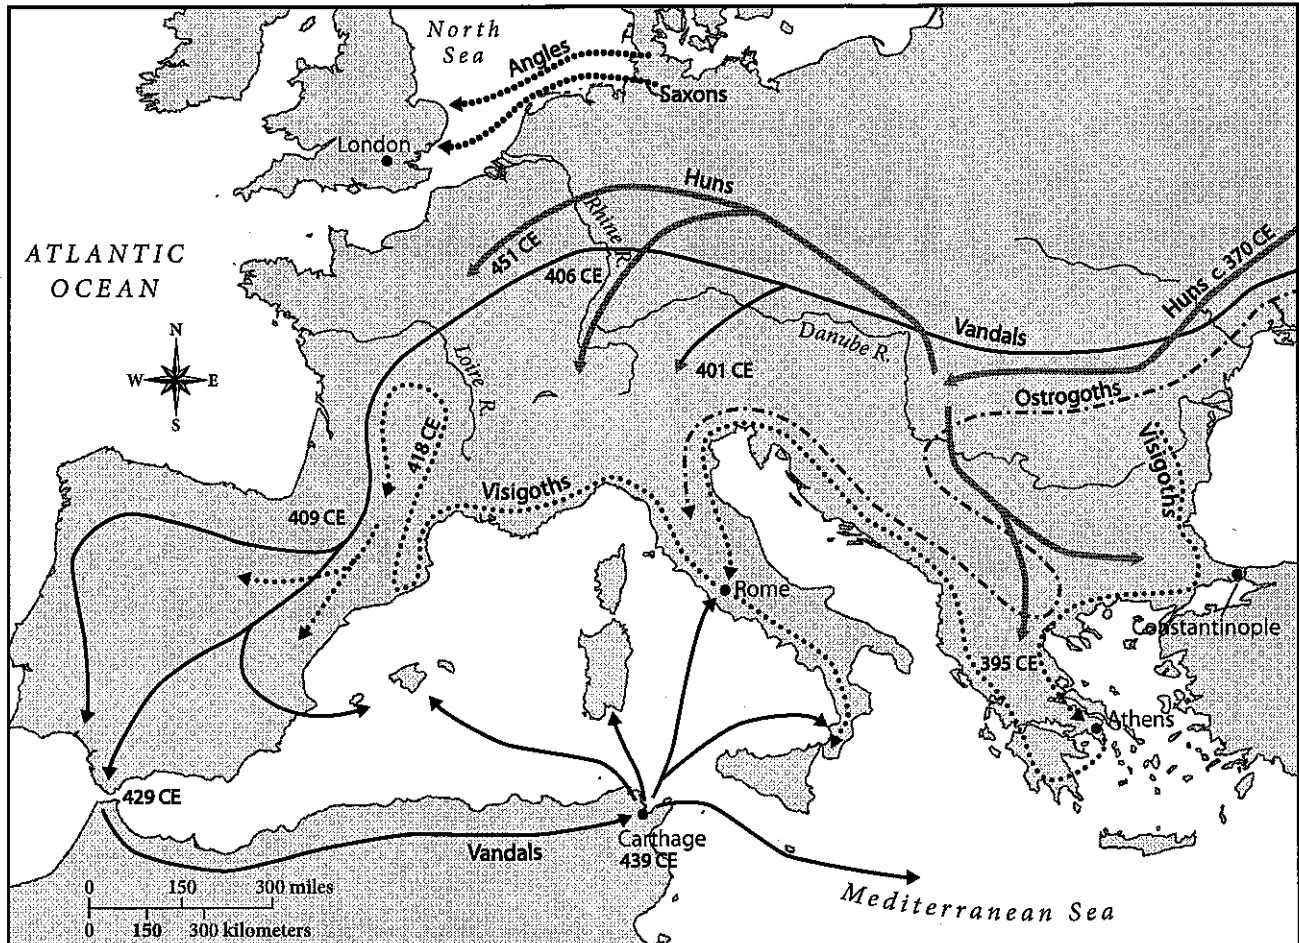 North
Sea
Angles
Saxons
London
Huns
Rhine R.
451 CE
406 CE
ATLANTIC
OCEAN
Huns c. 370 CE
N
W
E
S
Vandals
Danube R.
401 CE
Loire R.
Ostrogoths
418 CE
Visigoths
Visigoths
409 CE
Rome
Constantinople
395 CE
Athens
429 CE
Carthage
439 CE
Vandals
0 150 300 miles
0 150 300 kilometers
Mediterranean Sea